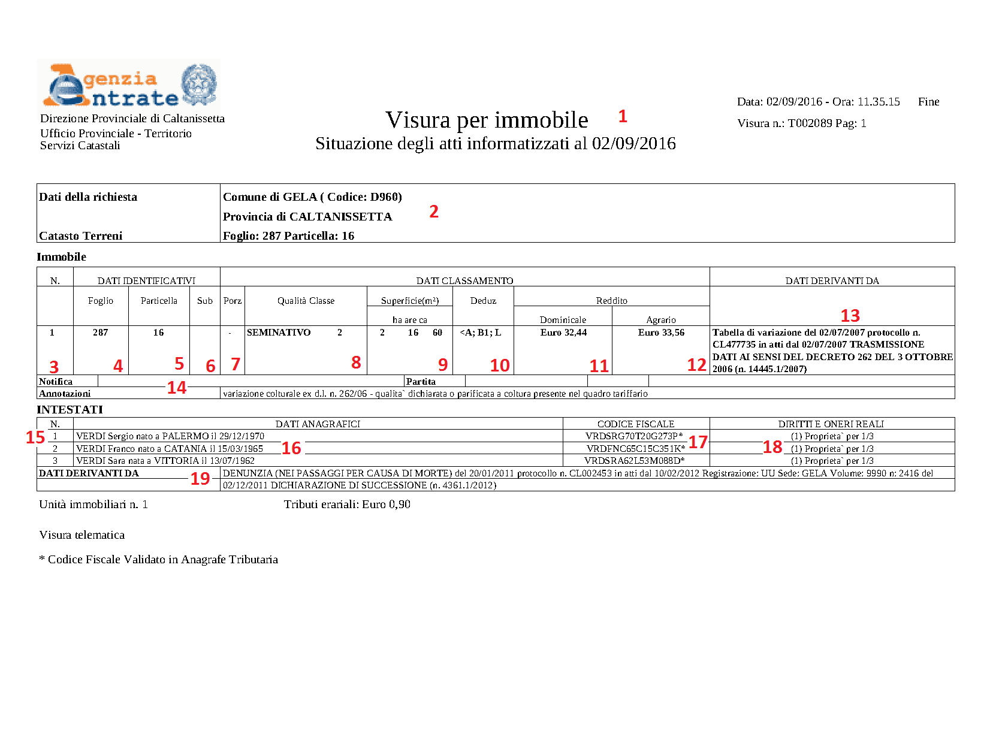 Agenzia
Entrate
Direzione Provinciale di Caltanissetta
Ufficio Provinciale - Territorio
Servizi Catastali
Visura per immobile 1
Situazione degli atti informatizzati al 02/09/2016
Data: 02/09/2016 - Ora: 11.35.15 Fine
Visura n.: T002089 Pag: 1
Dati della richiesta Comune di GELA ( Codice: D960)
Provincia di CALTANISSETTA 2
Catasto Terreni Foglio: 287 Particella: 16
Immobile
N. DATI IDENTIFICATIVI DATI CLASSAMENTO DATI DERIVANTI DA
Foglio Particella Sub Porz Qualità Classe Superficie(m²) Deduz Reddito
ha are ca Dominicale Agrario 13
1 287 16 - SEMINATIVO 2 2 16 60 <A; B1; L Euro 32,44 Euro 33,56 Tabella di variazione del 02/07/2007 protocollo n.
CL477735 in atti dal 02/07/2007 TRASMISSIONE
DATI AI SENSI DEL DECRETO 262 DEL 3 OTTOBRE
3 4 5 6 7 8 9 10 11 12 2006 (n. 14445.1/2007)
Notifica 14 Partita
Annotazioni variazione colturale ex d.l. n. 262/06 - qualita` dichiarata o parificata a coltura presente nel quadro tariffario
INTESTATI
N. DATI ANAGRAFICI CODICE FISCALE DIRITTI E ONERI REALI
15 1 VERDI Sergio nato a PALERMO il 29/12/1970 VRDSRG70T20G273P* 17 (1) Proprieta` per 1/3
2 VERDI Franco nato a CATANIA il 15/03/1965 16 VRDFNC65C15C351K* 18 (1) Proprieta` per 1/3
3 VERDI Sara nata a VITTORIA il 13/07/1962 VRDSRA62L53M088D* (1) Proprieta` per 1/3
DATI DERIVANTI DA 19 DENUNZIA (NEI PASSAGGI PER CAUSA DI MORTE) del 20/01/2011 protocollo n. CL002453 in atti dal 10/02/2012 Registrazione: UU Sede: GELA Volume: 9990 n: 2416 del
02/12/2011 DICHIARAZIONE DI SUCCESSIONE (n. 4361.1/2012)
Unità immobiliari n. 1 Tributi erariali: Euro 0,90
Visura telematica
* Codice Fiscale Validato in Anagrafe Tributaria